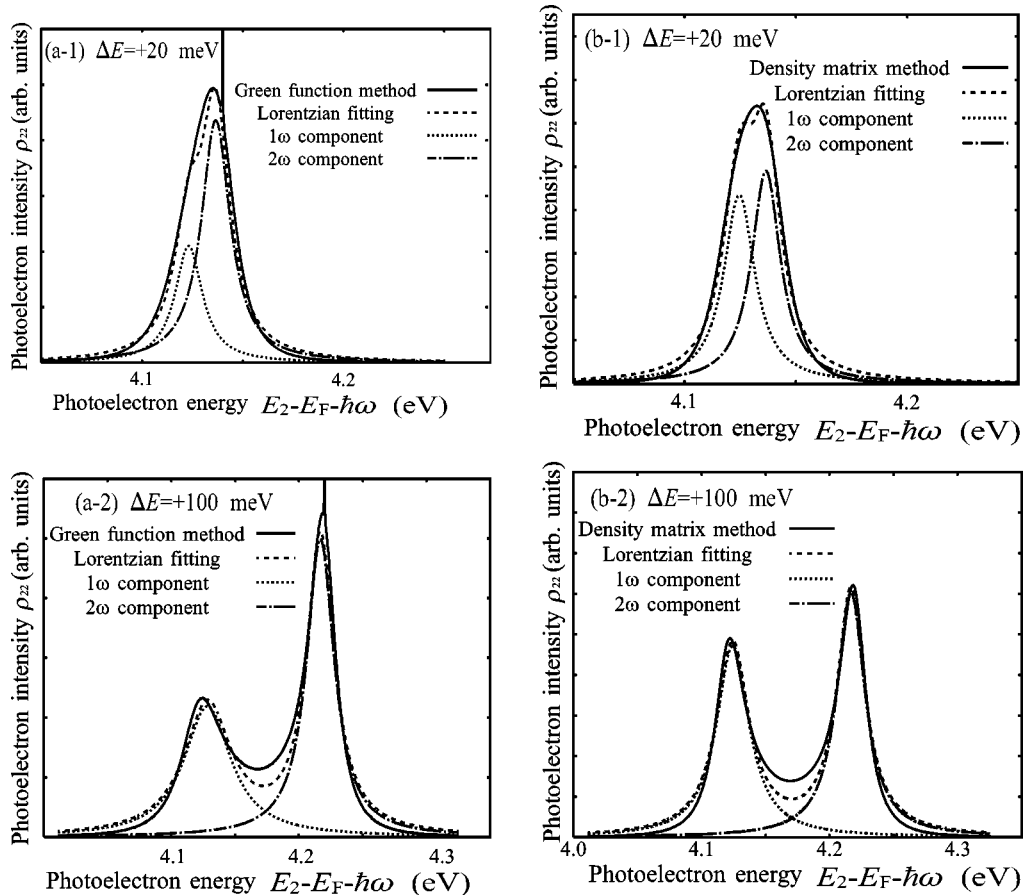 (a-1) ΔE=+20 meV
Green function method
Lorentzian fitting
1ω component
2ω component
Photoelectron intensity ρ22 (arb. units)
4.1
4.2
Photoelectron energy E2-EF-ħω (eV)
(b-1) ΔE=+20 meV
Density matrix method
Lorentzian fitting
1ω component
2ω component
Photoelectron intensity ρ22 (arb. units)
4.1
4.2
Photoelectron energy E2-EF-ħω (eV)
(a-2) ΔE=+100 meV
Green function method
Lorentzian fitting
1ω component
2ω component
Photoelectron intensity ρ22 (arb. units)
4.1
4.2
4.3
Photoelectron energy E2-EF-ħω (eV)
(b-2) ΔE=+100 meV
Density matrix method
Lorentzian fitting
1ω component
2ω component
Photoelectron intensity ρ22 (arb. units)
4.0
4.1
4.2
4.3
Photoelectron energy E2-EF-ħω (eV)